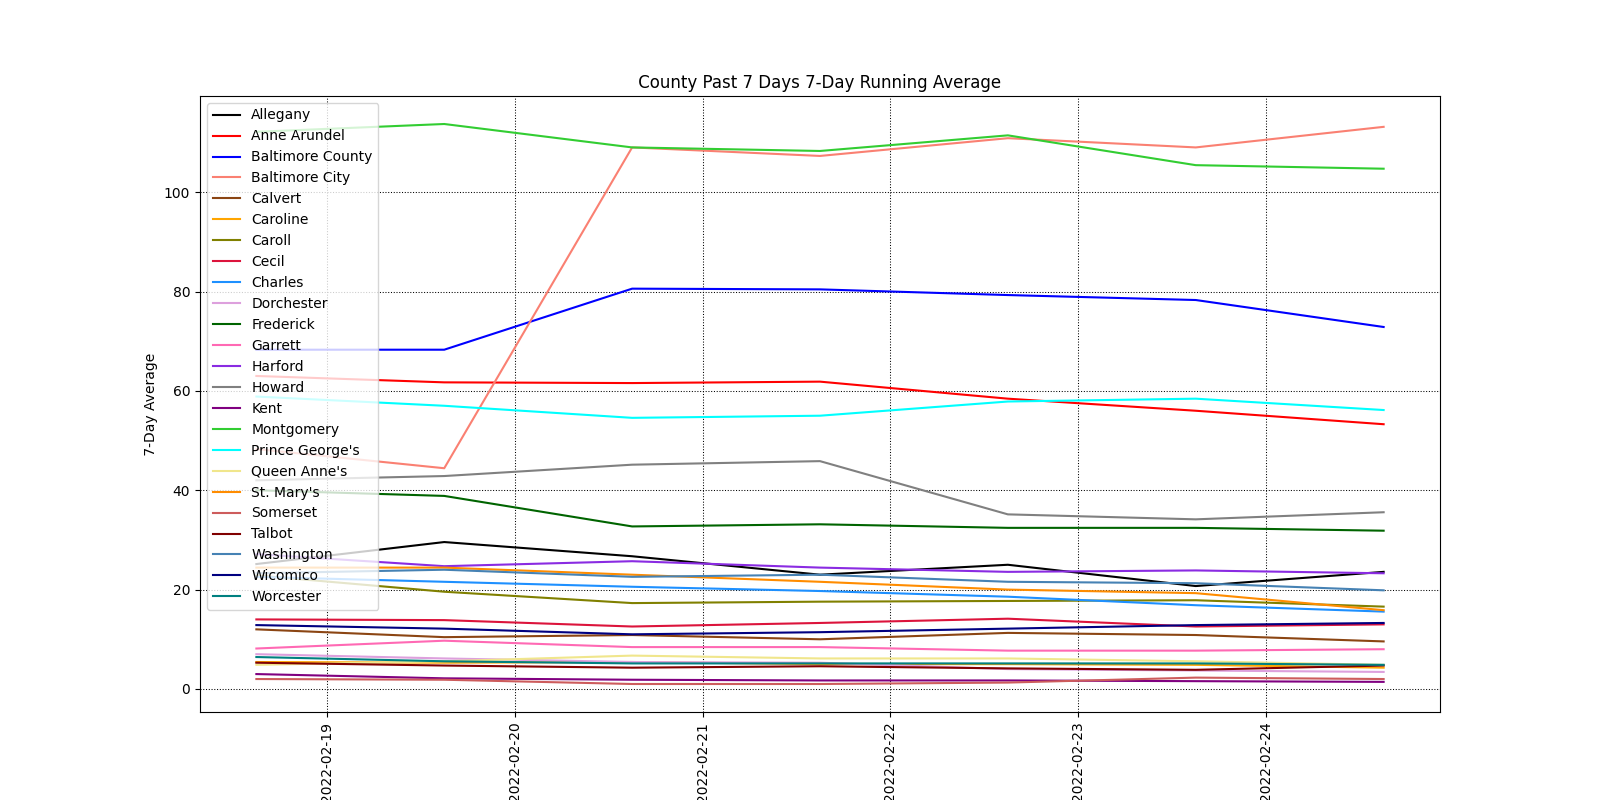 County Past 7 Days 7-Day Running Average
7-Day Average
100
80
60
40
20
0
Allegany
Anne Arundel
Baltimore County
Baltimore City
Calvert
Caroline
Caroll
Cecil
Charles
Dorchester
Frederick
Garrett
Harford
Howard
Kent
Montgomery
Prince George's
Queen Anne's
St. Mary's
Somerset
Talbot
Washington
Wicomico
Worcester
2022-02-19
2022-02-20
2022-02-21
2022-02-22
2022-02-23
2022-02-24